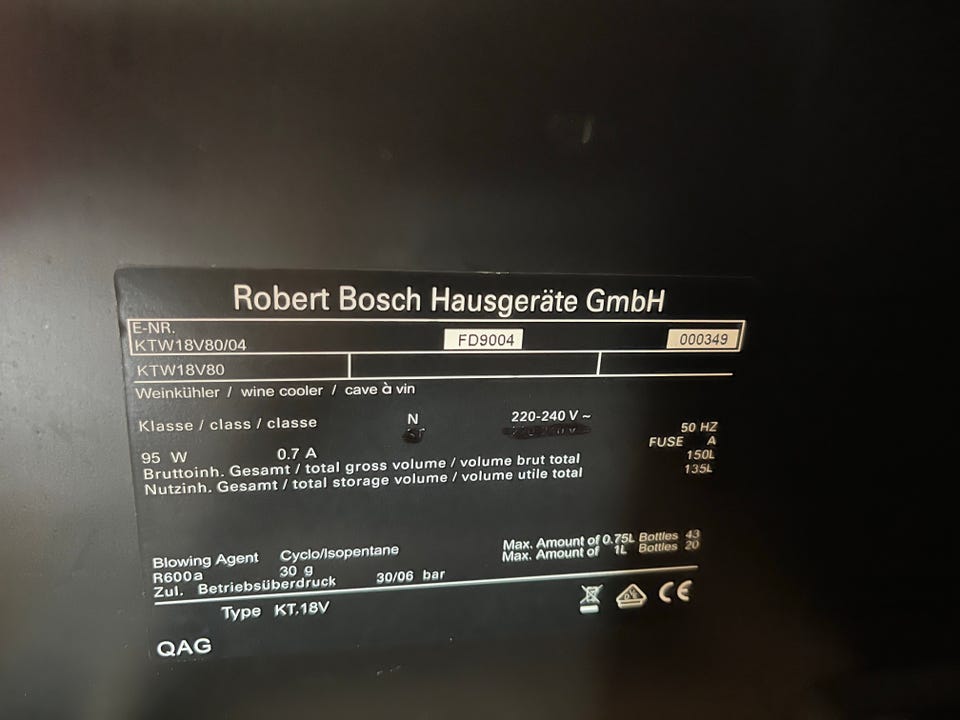 Robert Bosch Hausgeräte GmbH
E-NR.
KTW18V80/04 FD9004 000349
KTW18V80
Weinkühler / wine cooler / cave à vin
Klasse / class / classe N 220-240 V ~ 50 HZ
95 W 0.7 A FUSE A
Bruttoinh. Gesamt / total gross volume / volume brut total 150L
Nutzinh. Gesamt / total storage volume / volume utile total 135L
Max. Amount of 0.75L Bottles 43
Blowing Agent Cyclo/Isopentane Max. Amount of 1L Bottles 20
R600a 30 g
Zul. Betriebsüberdruck 30/06 bar
Type KT.18V
CE
QAG